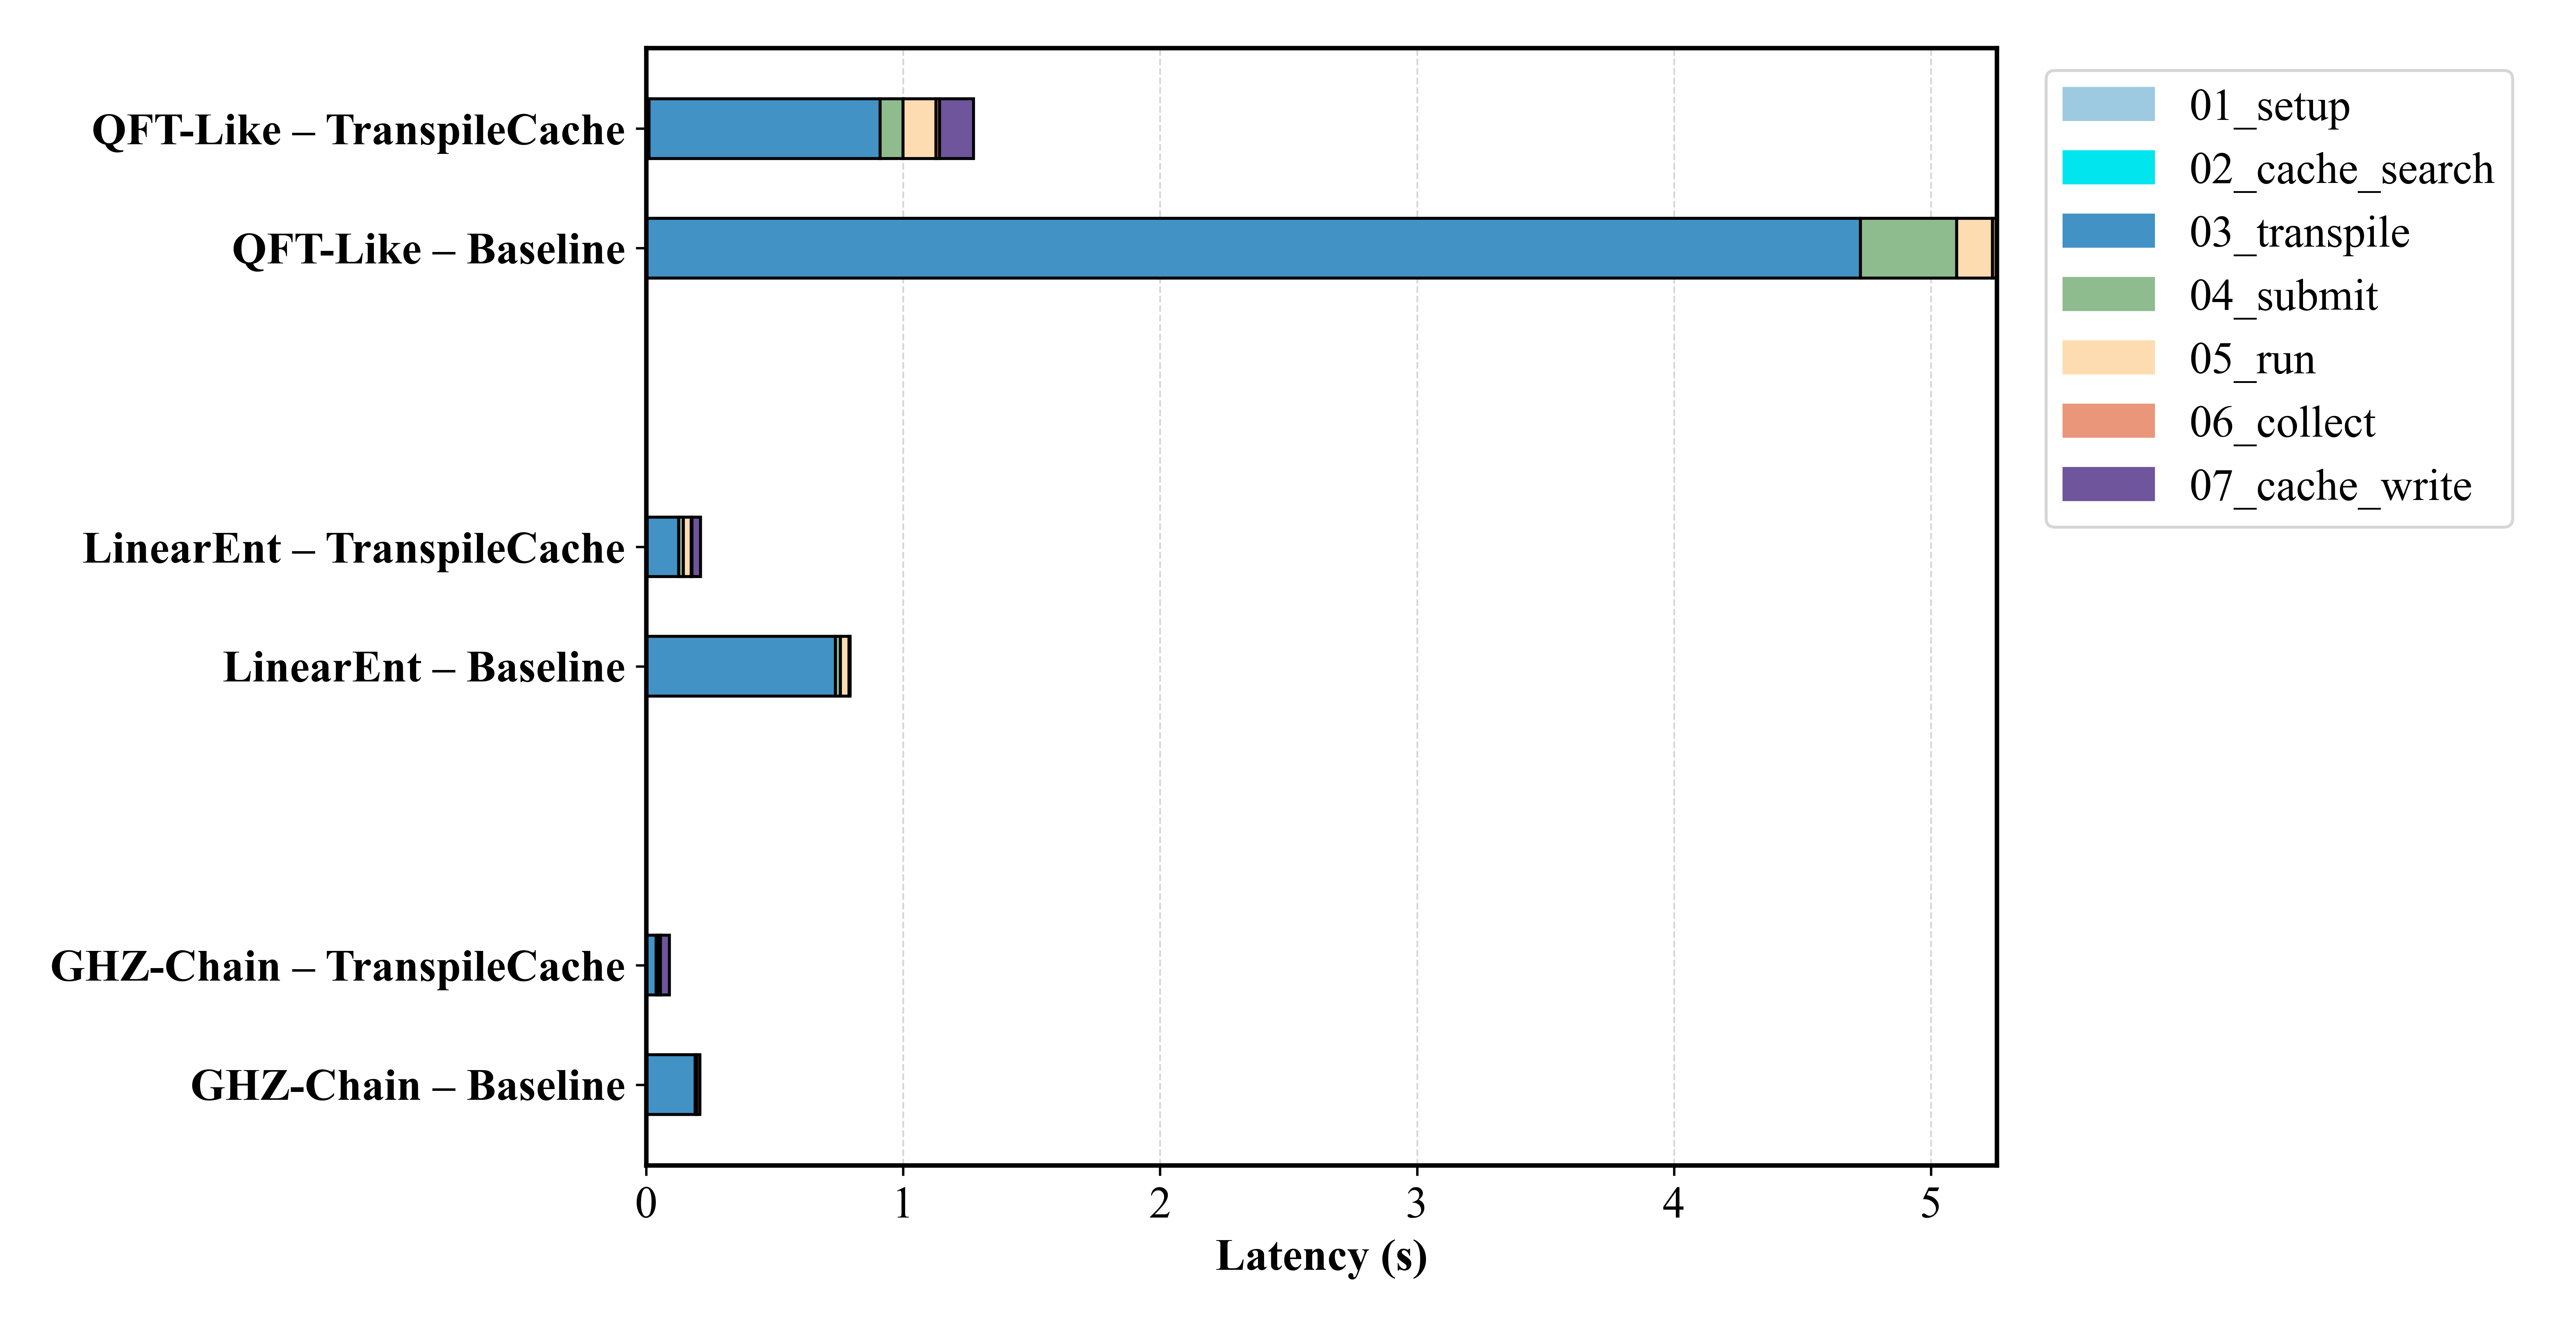 QFT-Like – TranspileCache
QFT-Like – Baseline
LinearEnt – TranspileCache
LinearEnt – Baseline
GHZ-Chain – TranspileCache
GHZ-Chain – Baseline
0 1 2 3 4 5
Latency (s)
01_setup
02_cache_search
03_transpile
04_submit
05_run
06_collect
07_cache_write